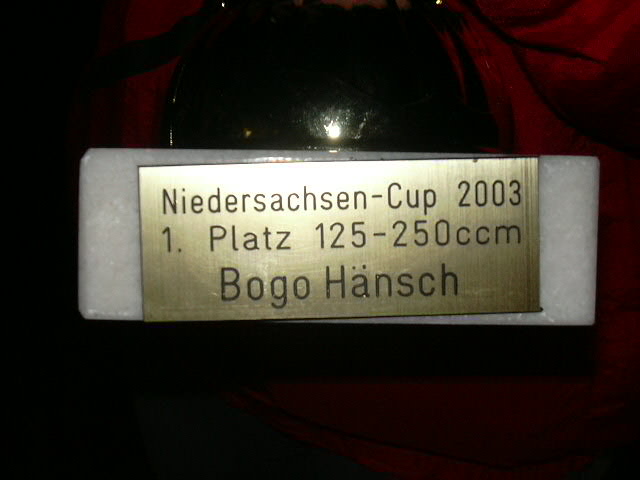 Niedersachsen-Cup 2003
1. Platz 125-250ccm
Bogo Hänsch